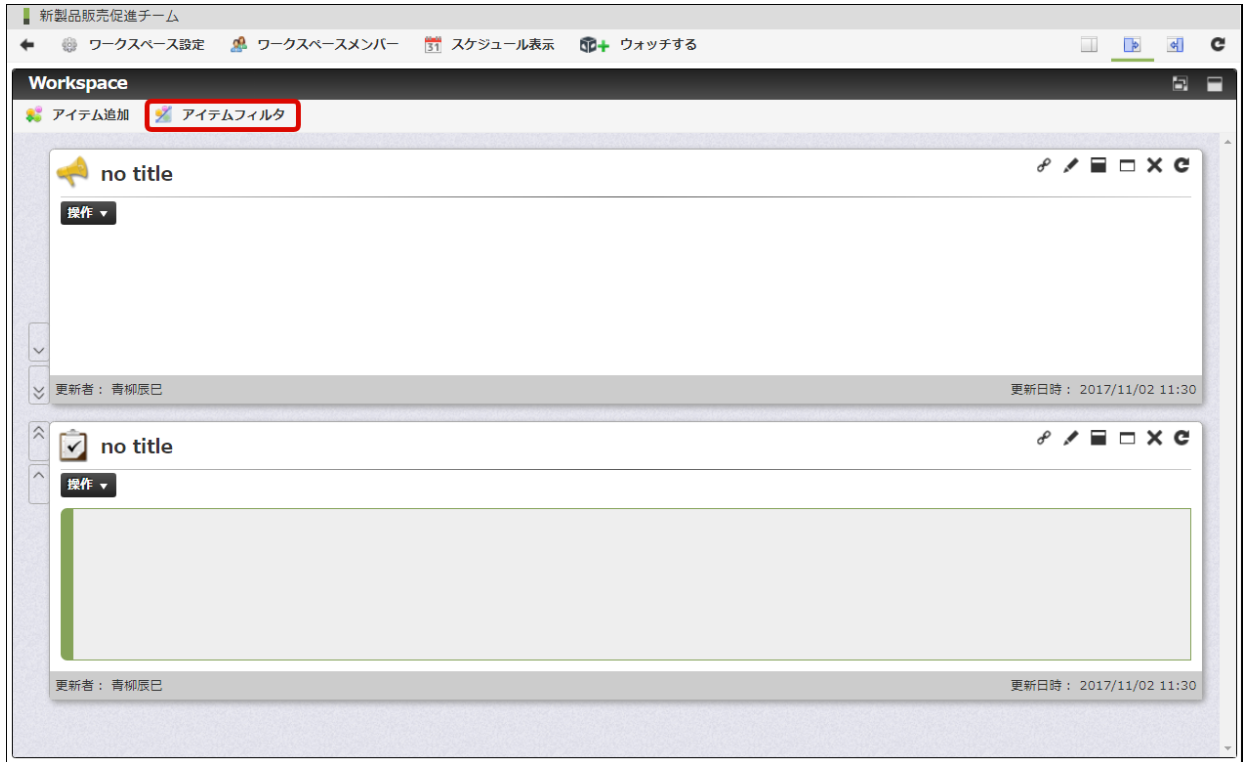 新製品販売促進チーム
ワークスペース設定 ワークスペースメンバー 31 スケジュール表示 ウォッチする
Workspace
アイテム追加 アイテムフィルタ
no title
操作 ▼
更新者： 青柳辰巳 更新日時： 2017/11/02 11:30
no title
操作 ▼
更新者： 青柳辰巳 更新日時： 2017/11/02 11:30